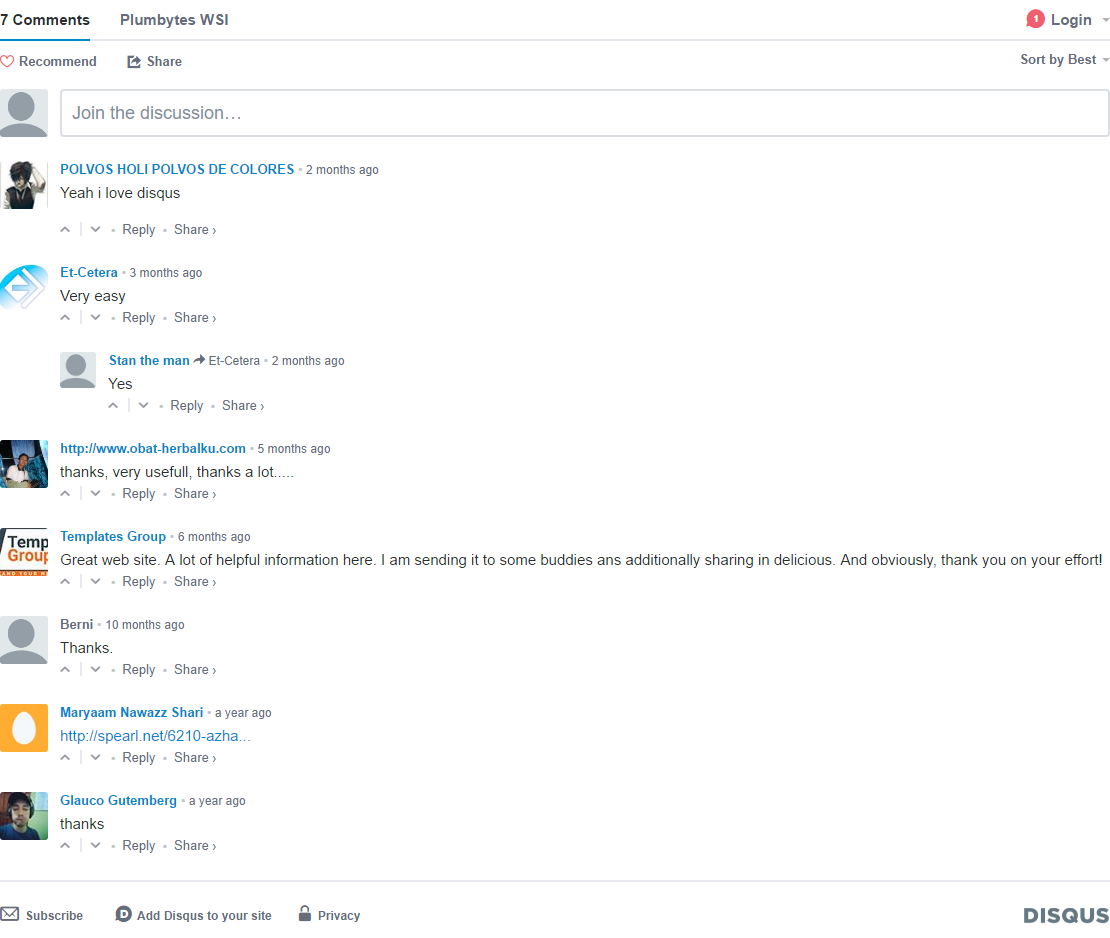 7 Comments Plumbytes WSI 1 Login
Recommend Share Sort by Best
Join the discussion…
POLVOS HOLI POLVOS DE COLORES • 2 months ago
Yeah i love disqus
• Reply • Share ›
Et-Cetera • 3 months ago
Very easy
• Reply • Share ›
Stan the man Et-Cetera • 2 months ago
Yes
• Reply • Share ›
http://www.obat-herbalku.com • 5 months ago
thanks, very usefull, thanks a lot.....
• Reply • Share ›
Temp
Group
AND YOUR
Templates Group • 6 months ago
Great web site. A lot of helpful information here. I am sending it to some buddies ans additionally sharing in delicious. And obviously, thank you on your effort!
• Reply • Share ›
Berni • 10 months ago
Thanks.
• Reply • Share ›
Maryaam Nawazz Shari • a year ago
http://spearl.net/6210-azha...
• Reply • Share ›
Glauco Gutemberg • a year ago
thanks
• Reply • Share ›
Subscribe D Add Disqus to your site Privacy DISQUS